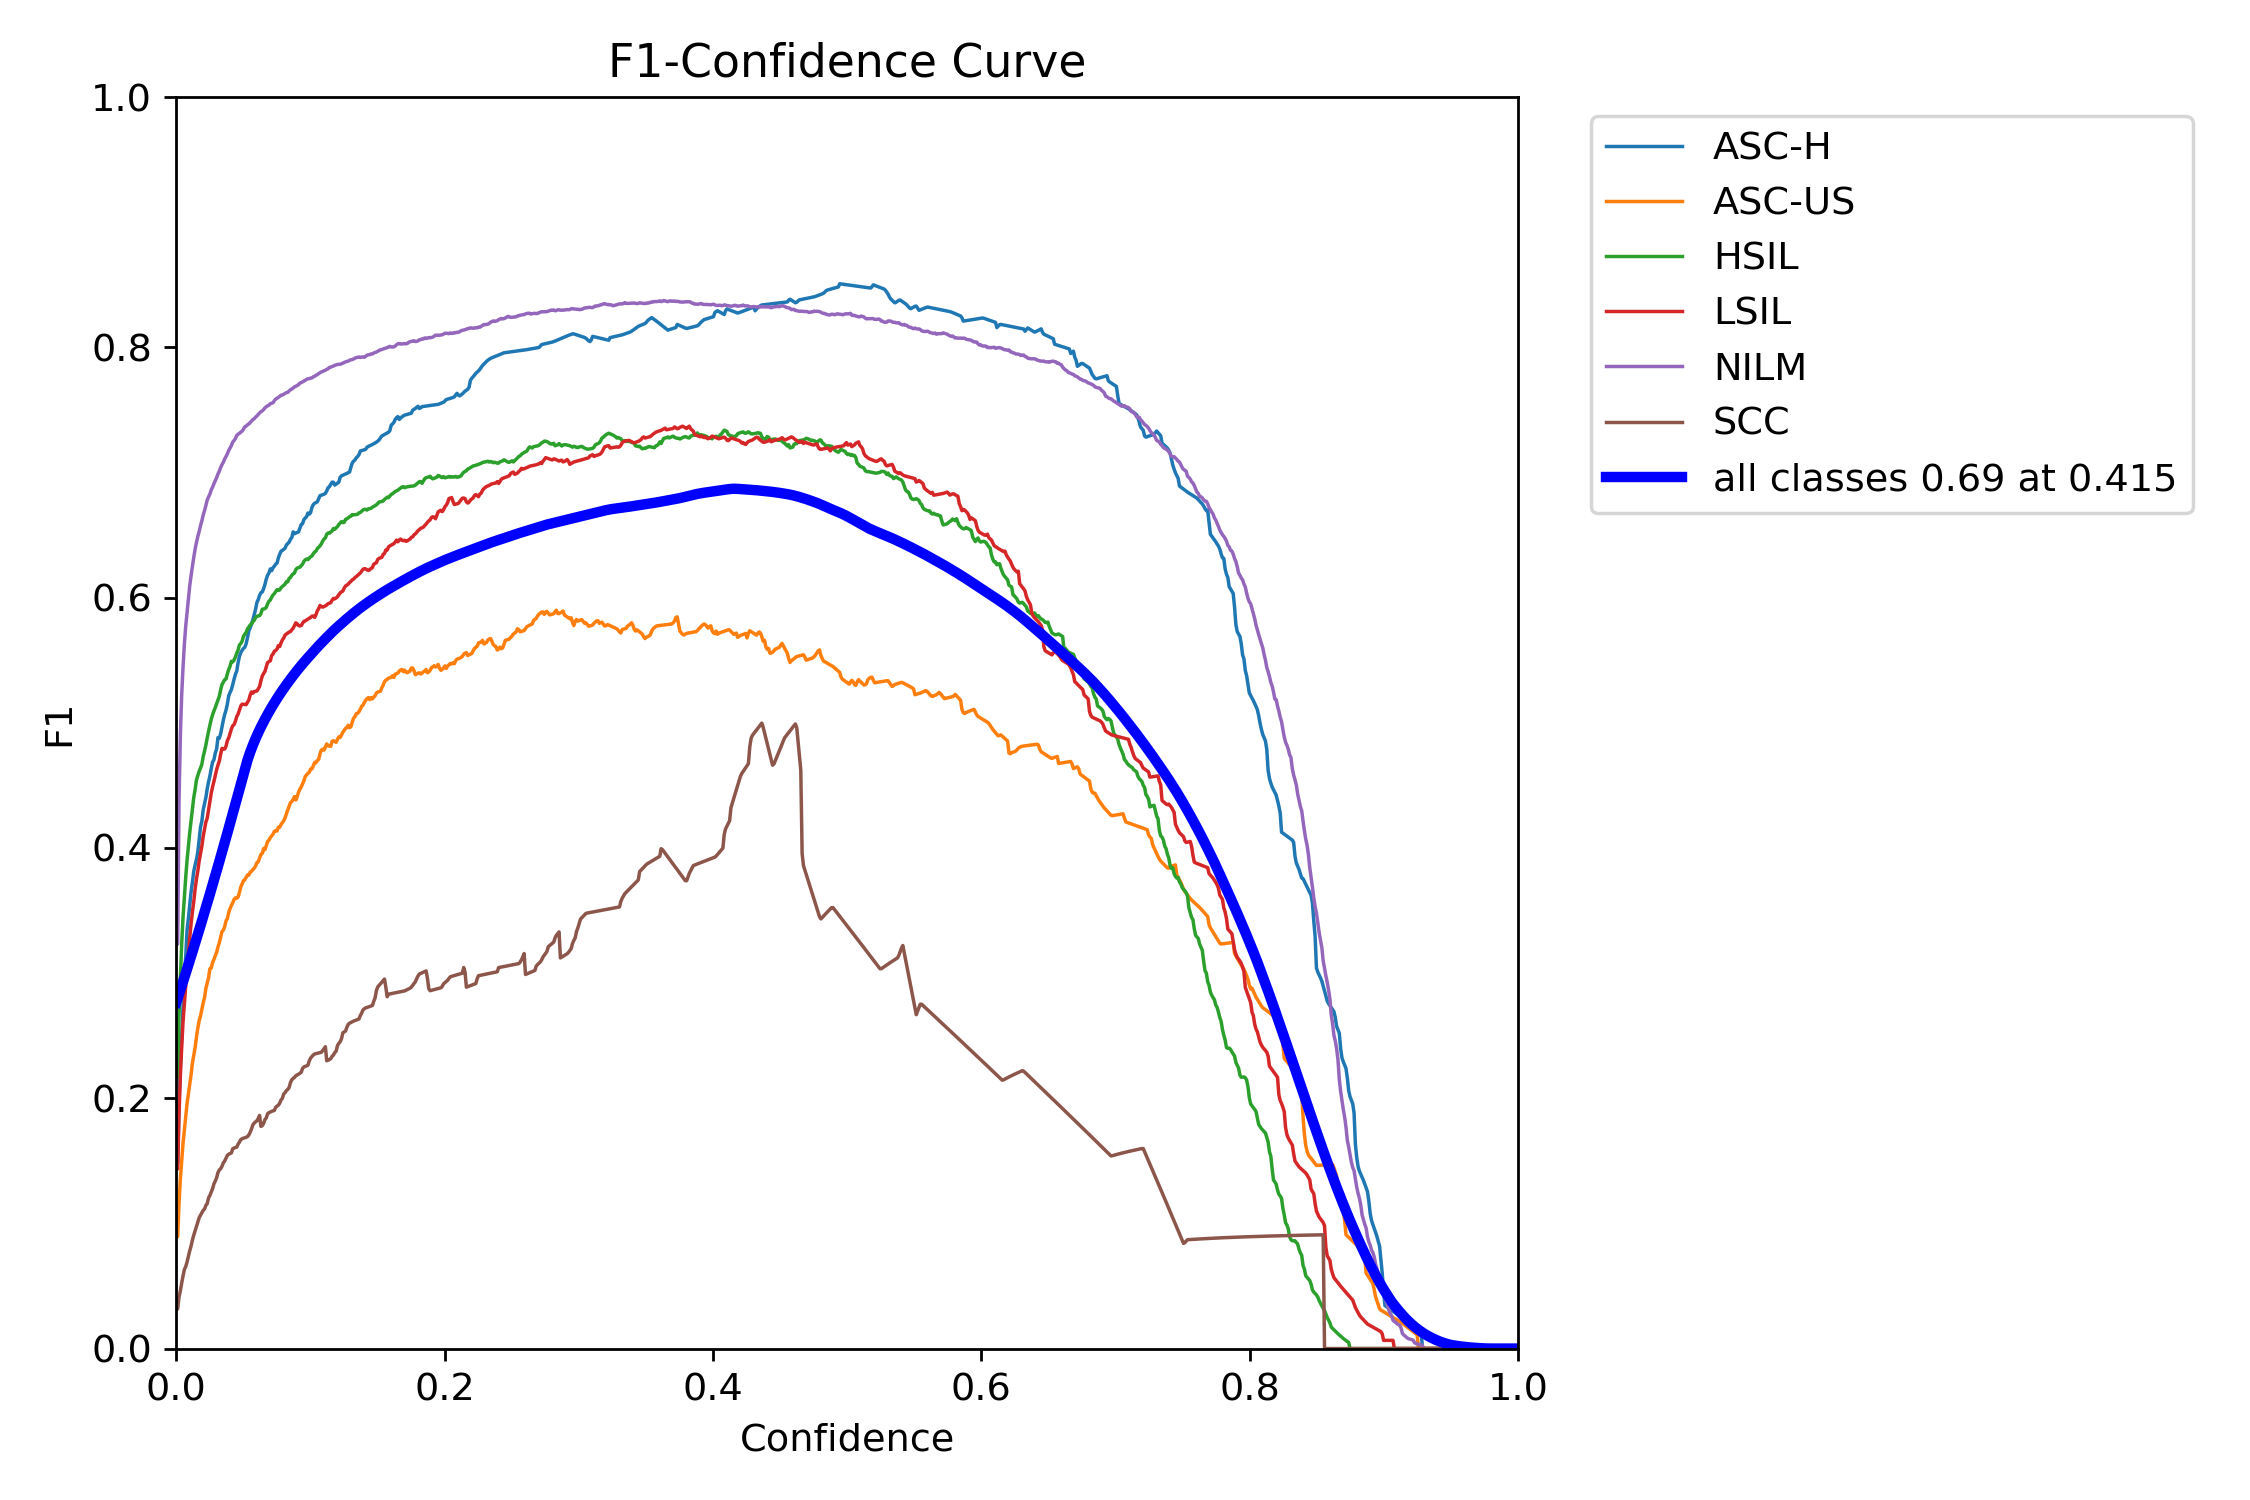 F1-Confidence Curve
1.0
0.8
0.6
0.4
0.2
0.0
F1
0.0 0.2 0.4 0.6 0.8 1.0
Confidence
ASC-H
ASC-US
HSIL
LSIL
NILM
SCC
all classes 0.69 at 0.415